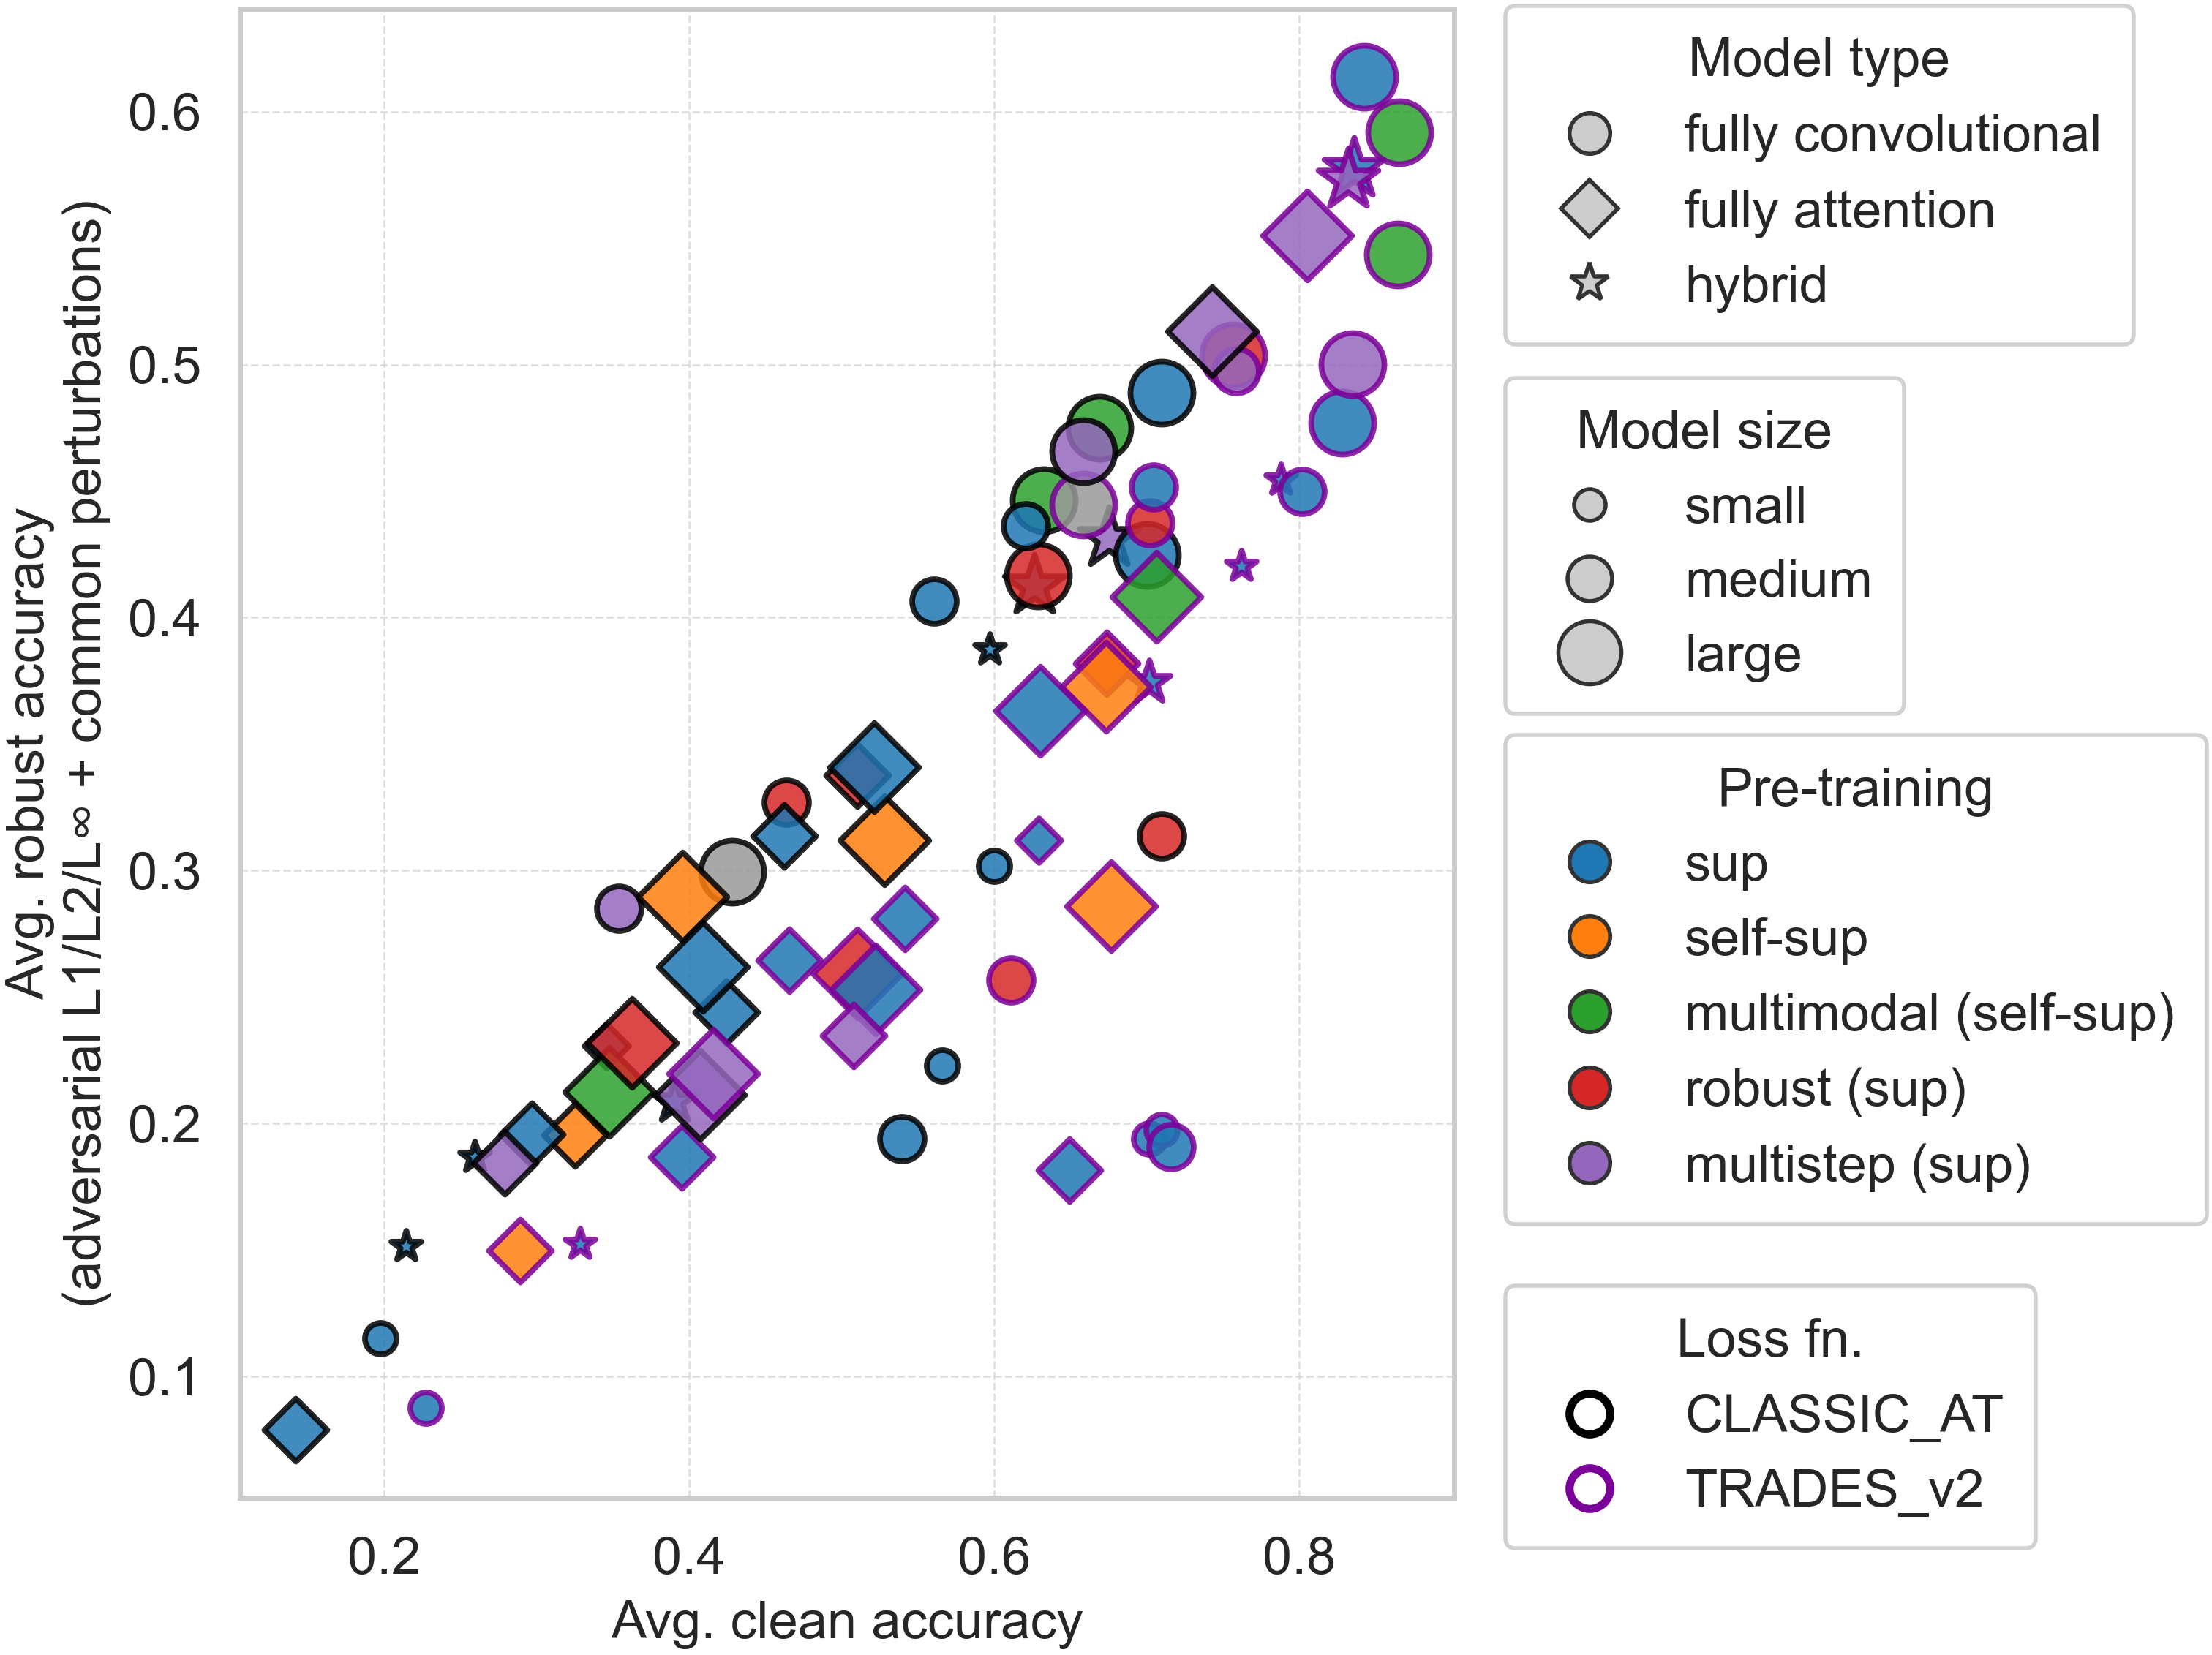 Avg. robust accuracy
(adversarial L1/L2/L∞ + common perturbations)
0.6
0.5
0.4
0.3
0.2
0.1
0.2
0.4
0.6
0.8
Avg. clean accuracy
Model type
fully convolutional
fully attention
hybrid
Model size
small
medium
large
Pre-training
sup
self-sup
multimodal (self-sup)
robust (sup)
multistep (sup)
Loss fn.
CLASSIC_AT
TRADES_v2